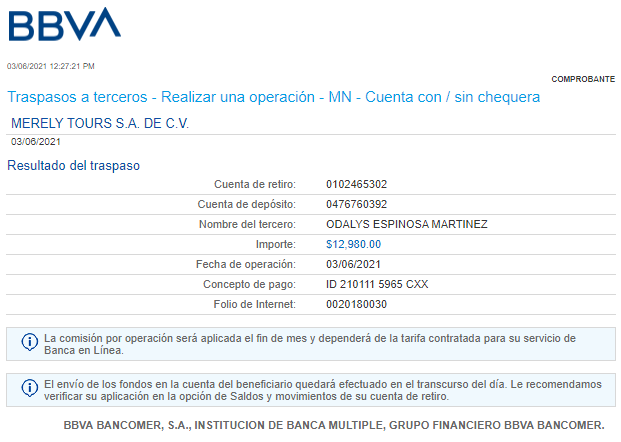 BBVA
03/06/2021 12:27:21 PM
COMPROBANTE
Traspasos a terceros - Realizar una operación - MN - Cuenta con / sin chequera
MERELY TOURS S.A. DE C.V.
03/06/2021
Resultado del traspaso
Cuenta de retiro: 0102465302
Cuenta de depósito: 0476760392
Nombre del tercero: ODALYS ESPINOSA MARTINEZ
Importe: $12,980.00
Fecha de operación: 03/06/2021
Concepto de pago: ID 210111 5965 CXX
Folio de Internet: 0020180030
La comisión por operación será aplicada el fin de mes y dependerá de la tarifa contratada para su servicio de
Banca en Línea.
El envío de los fondos en la cuenta del beneficiario quedará efectuado en el transcurso del día. Le recomendamos
verificar su aplicación en la opción de Saldos y movimientos de su cuenta de retiro.
BBVA BANCOMER, S.A., INSTITUCION DE BANCA MULTIPLE, GRUPO FINANCIERO BBVA BANCOMER.